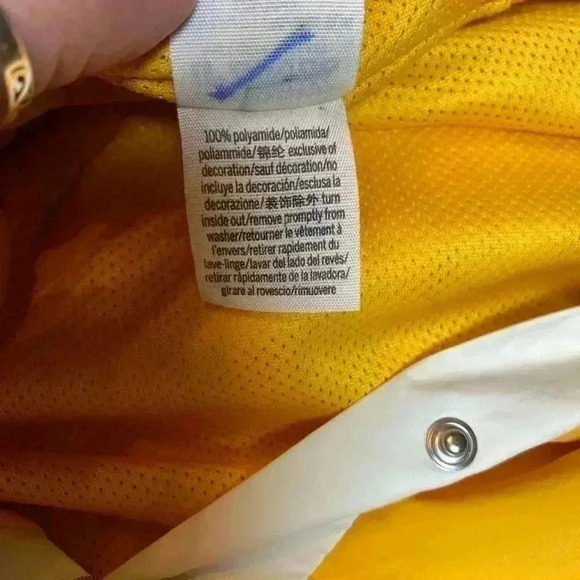 100% polyamide/poliamida/
poliammide/锦纶 exclusive of
decoration/sauf décoration/no
incluye la decoración/esclusa la
decorazione/装饰除外 turn
inside out/remove promptly from
washer/retourner le vêtement à
l'envers/retirer rapidement du
lave-linge/lavar del lado del revés/
retirar rápidamente de la lavadora/
girare al rovescio/rimuovere